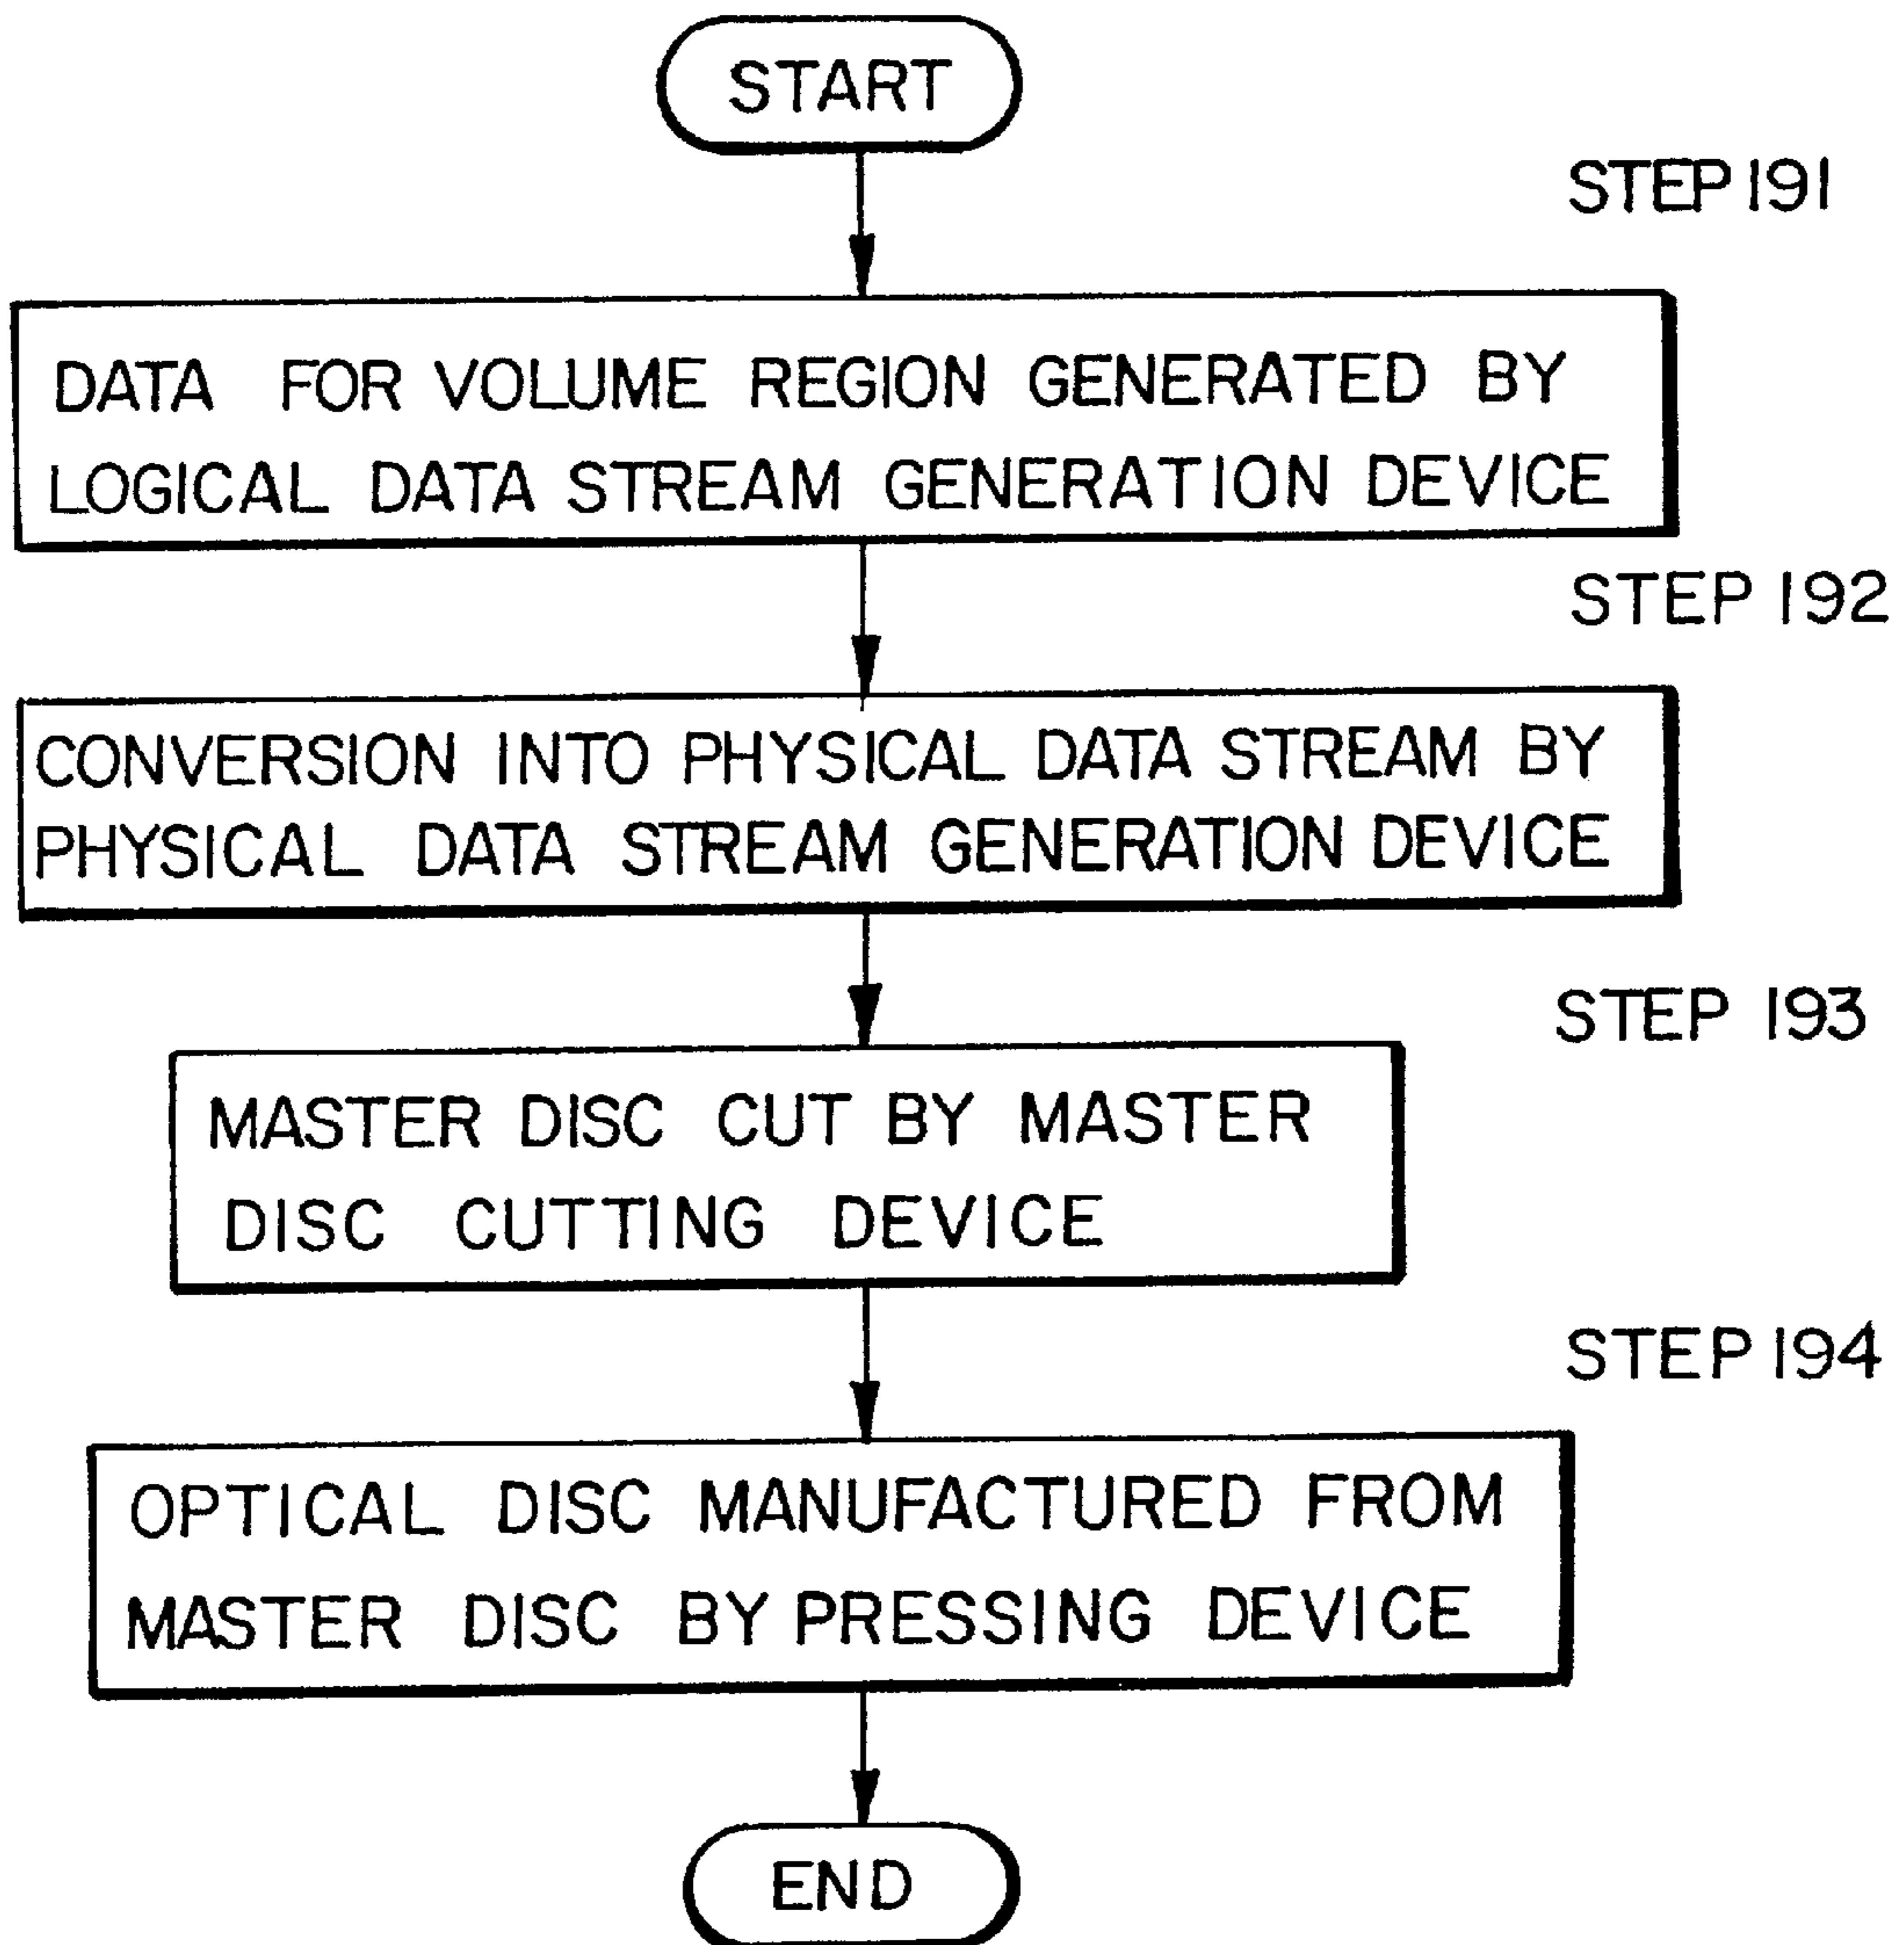 START
STEP 191
DATA FOR VOLUME REGION GENERATED BY
LOGICAL DATA STREAM GENERATION DEVICE
STEP 192
CONVERSION INTO PHYSICAL DATA STREAM BY
PHYSICAL DATA STREAM GENERATION DEVICE
STEP 193
MASTER DISC CUT BY MASTER
DISC CUTTING DEVICE
STEP 194
OPTICAL DISC MANUFACTURED FROM
MASTER DISC BY PRESSING DEVICE
END